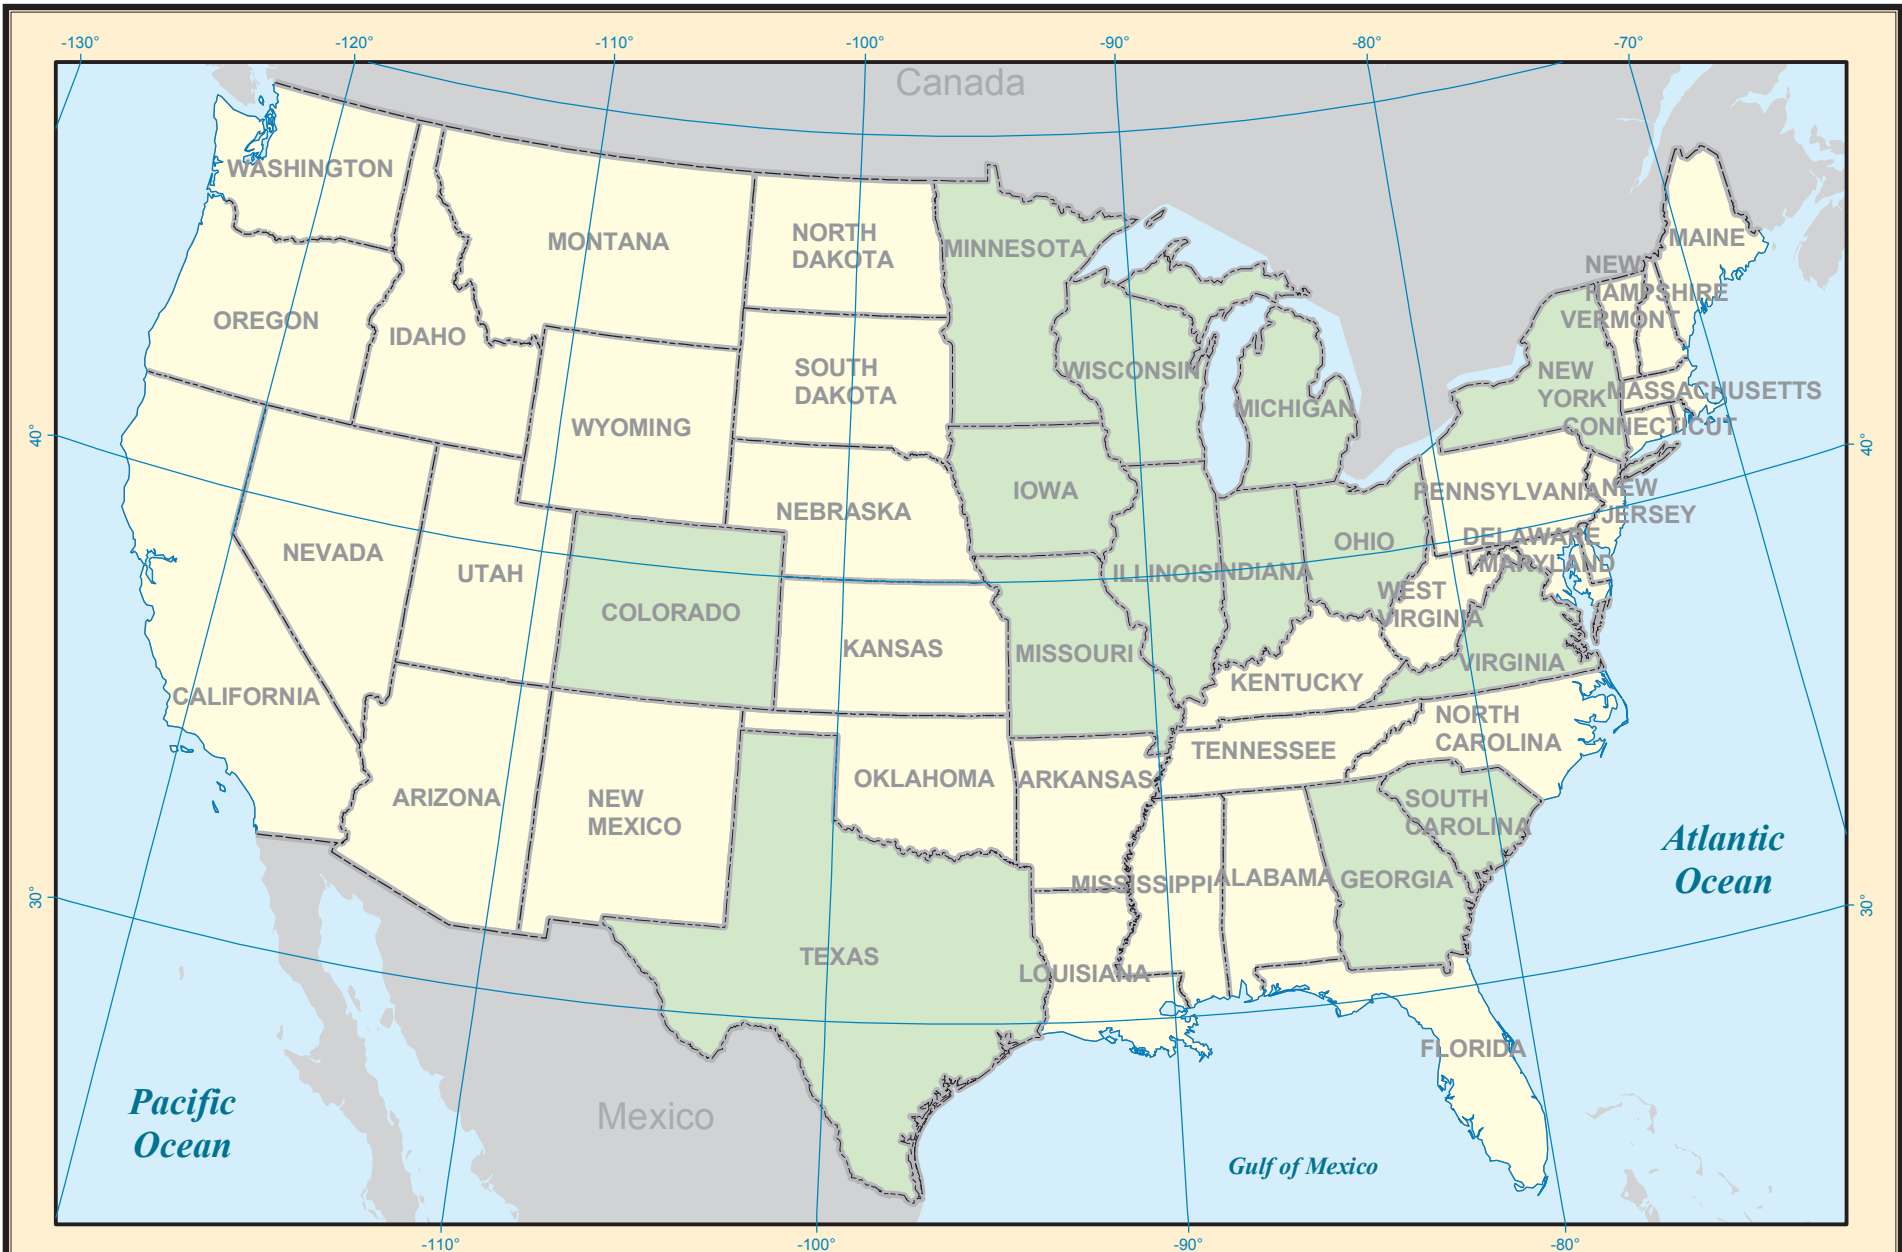 -130°
-120°
-110°
-100°
-90°
-80°
-70°
Canada
WASHINGTON
MONTANA
NORTH
DAKOTA
MINNESOTA
MAINE
NEW
HAMPSHIRE
VERMONT
OREGON
IDAHO
SOUTH
DAKOTA
WISCONSIN
MICHIGAN
NEW
YORK
MASSACHUSETTS
CONNECTICUT
WYOMING
40°
40°
IOWA
NEBRASKA
PENNSYLVANIA
NEW
JERSEY
OHIO
DELAWARE
MARYLAND
NEVADA
UTAH
COLORADO
ILLINOIS
INDIANA
WEST
VIRGINIA
KANSAS
MISSOURI
VIRGINIA
KENTUCKY
CALIFORNIA
NORTH
CAROLINA
TENNESSEE
OKLAHOMA
ARKANSAS
ARIZONA
NEW
MEXICO
SOUTH
CAROLINA
Atlantic
Ocean
MISSISSIPPI
ALABAMA
GEORGIA
30°
30°
TEXAS
LOUISIANA
FLORIDA
Pacific
Ocean
Mexico
Gulf of Mexico
-110°
-100°
-90°
-80°